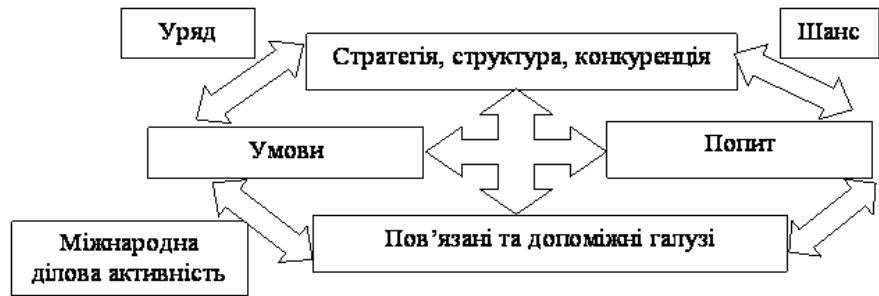 Уряд
Шанс
Стратегія, структура, конкуренція
Умови
Попит
Пов’язані та допоміжні галузі
Міжнародна
ділова активність